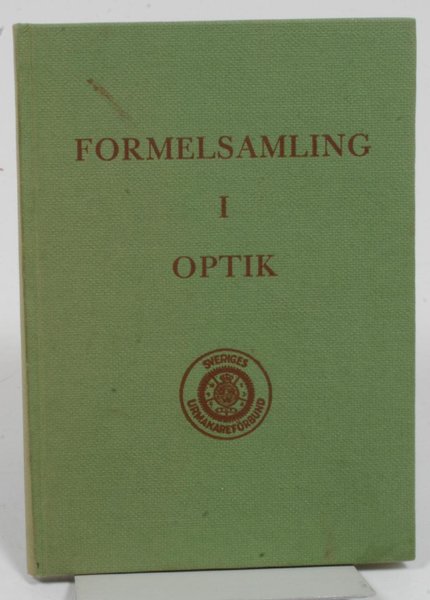 FORMELSAMLING
I
OPTIK
SVERIGES
URMAKAREFÖRBUND